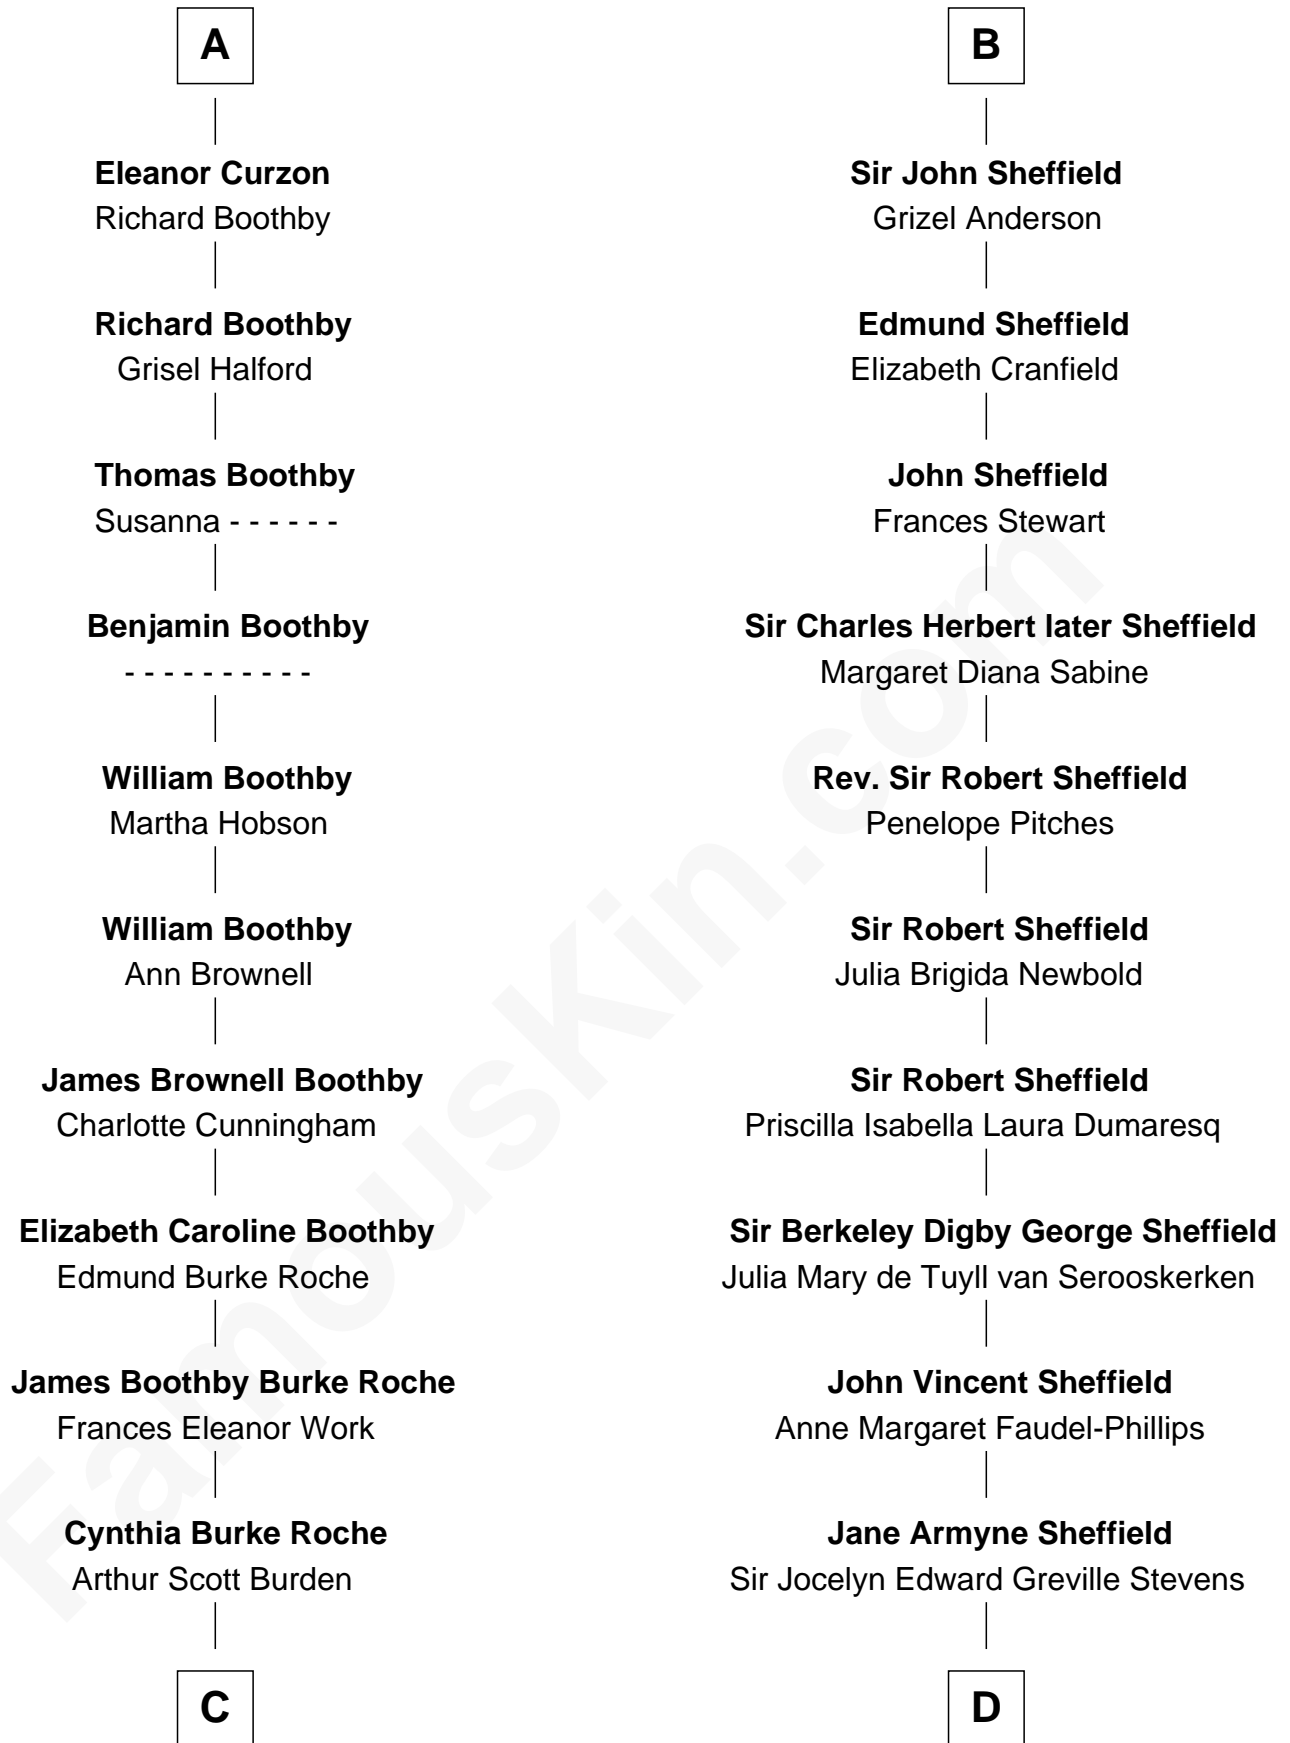 A
Eleanor Curzon
Richard Boothby
Richard Boothby
Grisel Halford
Thomas Boothby
Susanna - - - - - -
Benjamin Boothby
- - - - - - - - - -
William Boothby
Martha Hobson
William Boothby
Ann Brownell
James Brownell Boothby
Charlotte Cunningham
Elizabeth Caroline Boothby
Edmund Burke Roche
James Boothby Burke Roche
Frances Eleanor Work
Cynthia Burke Roche
Arthur Scott Burden
C
B
Sir John Sheffield
Grizel Anderson
Edmund Sheffield
Elizabeth Cranfield
John Sheffield
Frances Stewart
Sir Charles Herbert later Sheffield
Margaret Diana Sabine
Rev. Sir Robert Sheffield
Penelope Pitches
Sir Robert Sheffield
Julia Brigida Newbold
Sir Robert Sheffield
Priscilla Isabella Laura Dumaresq
Sir Berkeley Digby George Sheffield
Julia Mary de Tuyll van Serooskerken
John Vincent Sheffield
Anne Margaret Faudel-Phillips
Jane Armyne Sheffield
Sir Jocelyn Edward Greville Stevens
D
FamousKin.com